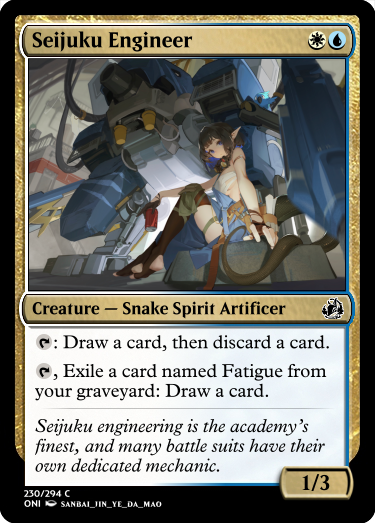 Seijuku Engineer
Creature — Snake Spirit Artificer
: Draw a card, then discard a card.
, Exile a card named Fatigue from
your graveyard: Draw a card.
Seijuku engineering is the academy's
finest, and many battle suits have their
own dedicated mechanic.
1/3
230/294 C
ONI SANBAI_JIN_YE_DA_MAO